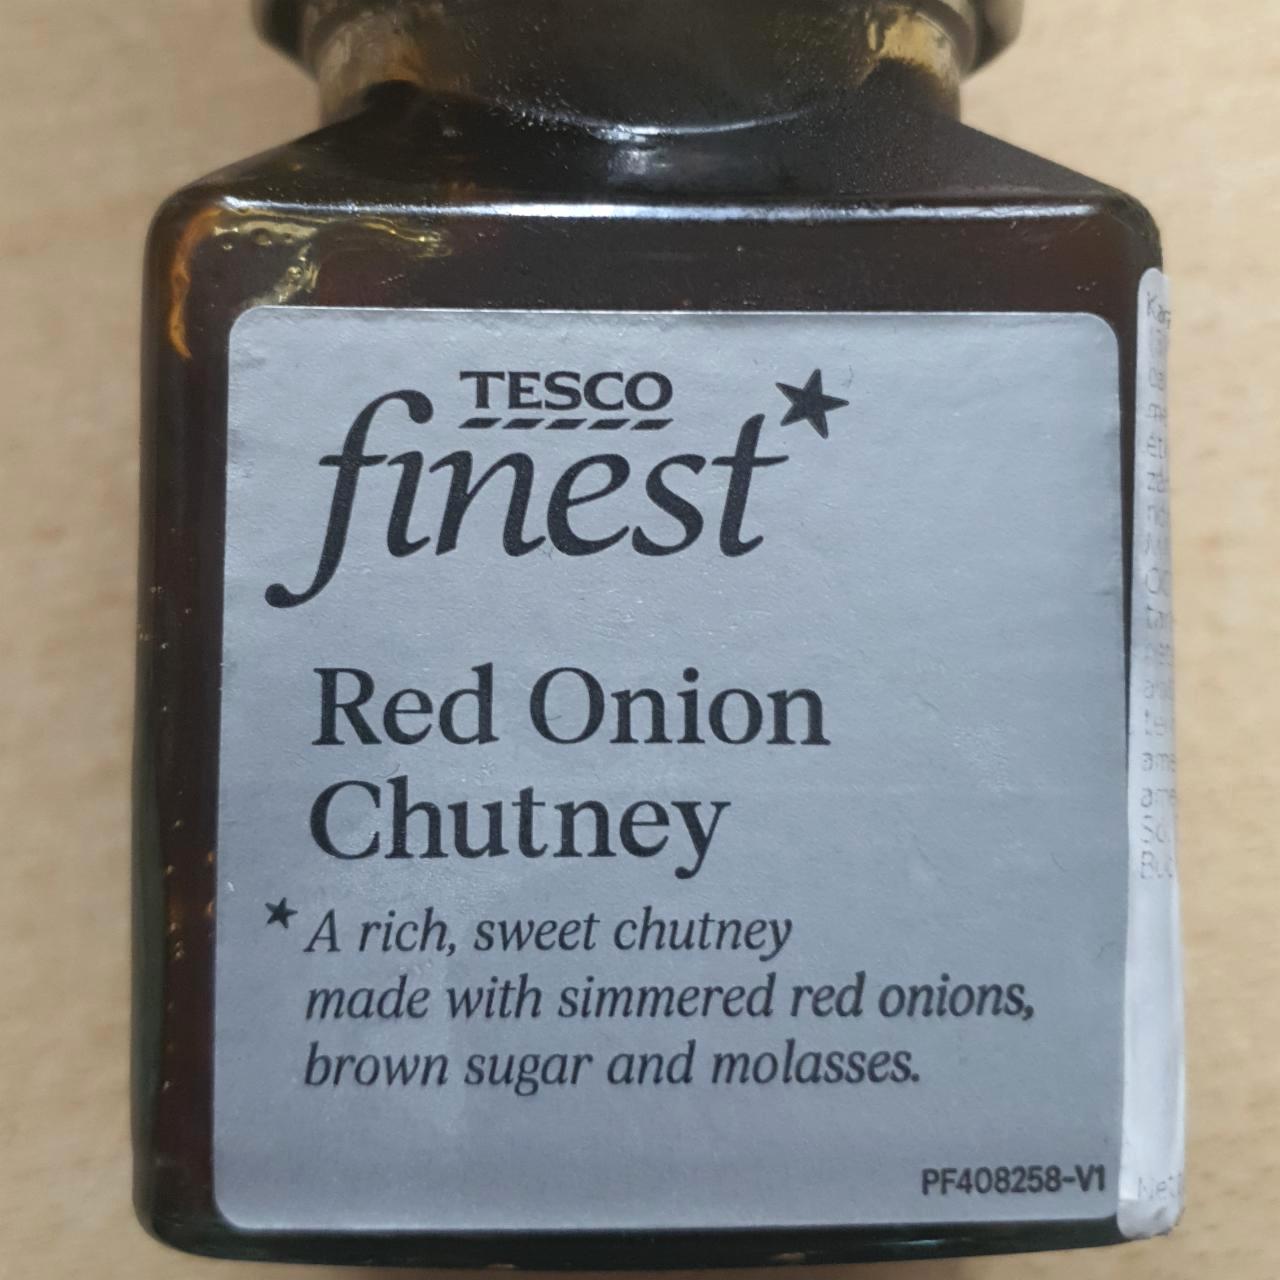 TESCO
finest*
Red Onion
Chutney
* A rich, sweet chutney
made with simmered red onions,
brown sugar and molasses.
PF408258-V1